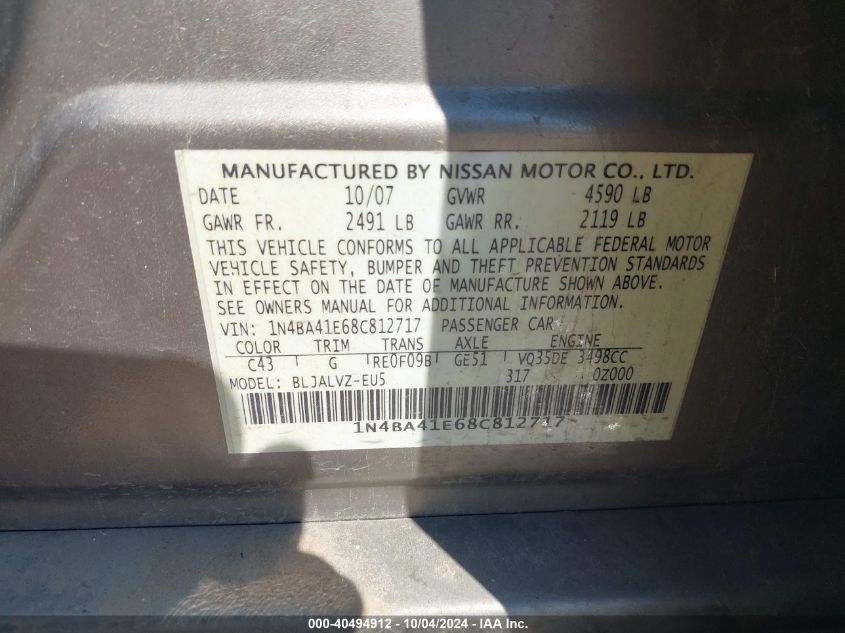 MANUFACTURED BY NISSAN MOTOR CO., LTD.
DATE 10/07 GVWR 4590 LB
GAWR FR. 2491 LB GAWR RR. 2119 LB
THIS VEHICLE CONFORMS TO ALL APPLICABLE FEDERAL MOTOR
VEHICLE SAFETY, BUMPER AND THEFT PREVENTION STANDARDS
IN EFFECT ON THE DATE OF MANUFACTURE SHOWN ABOVE.
SEE OWNERS MANUAL FOR ADDITIONAL INFORMATION.
VIN: 1N4BA41E68C812717 PASSENGER CAR
COLOR TRIM TRANS AXLE ENGINE
C43 G RE0F09B GE51 VQ35DE 3498CC
MODEL: BLJALVZ-EU5 317 0Z000
1N4BA41E68C812717
000-40494912 - 10/04/2024 - IAA Inc.